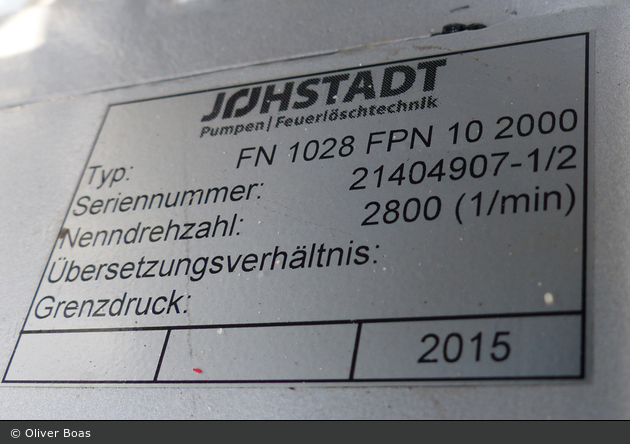 JÖHSTADT
Pumpen | Feuerlöschtechnik
Typ: FN 1028 FPN 10 2000
Seriennummer: 21404907-1/2
Nenndrehzahl: 2800 (1/min)
Übersetzungsverhältnis:
Grenzdruck:
2015
© Oliver Boas